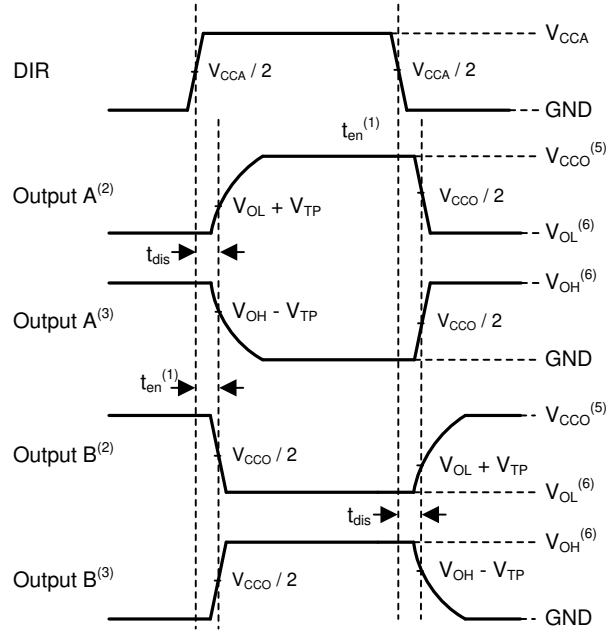 V_CCA
DIR
V_CCA / 2
V_CCA / 2
GND
t_en^(1)
V_CCO^(5)
Output A^(2)
V_OL + V_TP
V_CCO / 2
V_OL^(6)
t_dis
V_OH^(6)
Output A^(3)
V_OH - V_TP
V_CCO / 2
GND
t_en^(1)
V_CCO^(5)
Output B^(2)
V_CCO / 2
V_OL + V_TP
V_OL^(6)
t_dis
V_OH^(6)
Output B^(3)
V_CCO / 2
V_OH - V_TP
GND